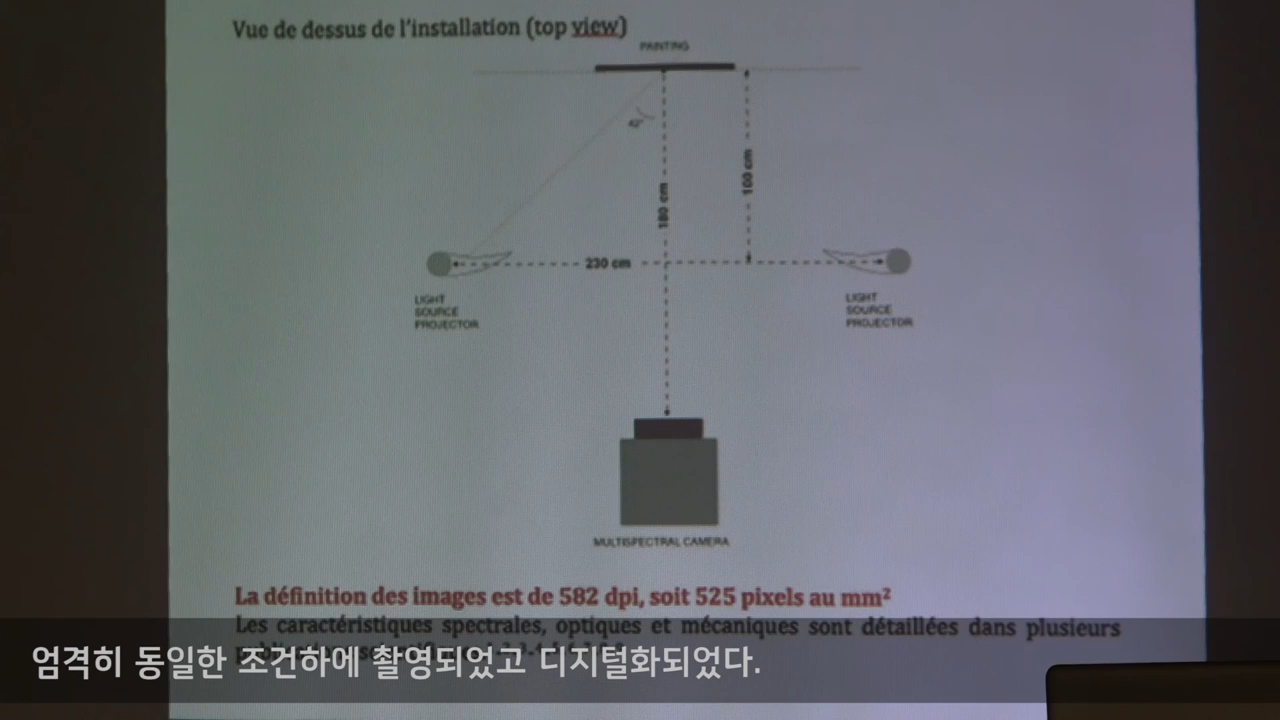 Vue de dessus de l'installation (top view)
PAINTING
180 cm
100 cm
230 cm
LIGHT
SOURCE
PROJECTOR
LIGHT
SOURCE
PROJECTOR
MULTISPECTRAL CAMERA
La définition des images est de 582 dpi, soit 525 pixels au mm²
Les caractéristiques spectrales, optiques et mécaniques sont détaillées dans plusieurs
엄격히 동일한 조건하에 촬영되었고 디지털화되었다.